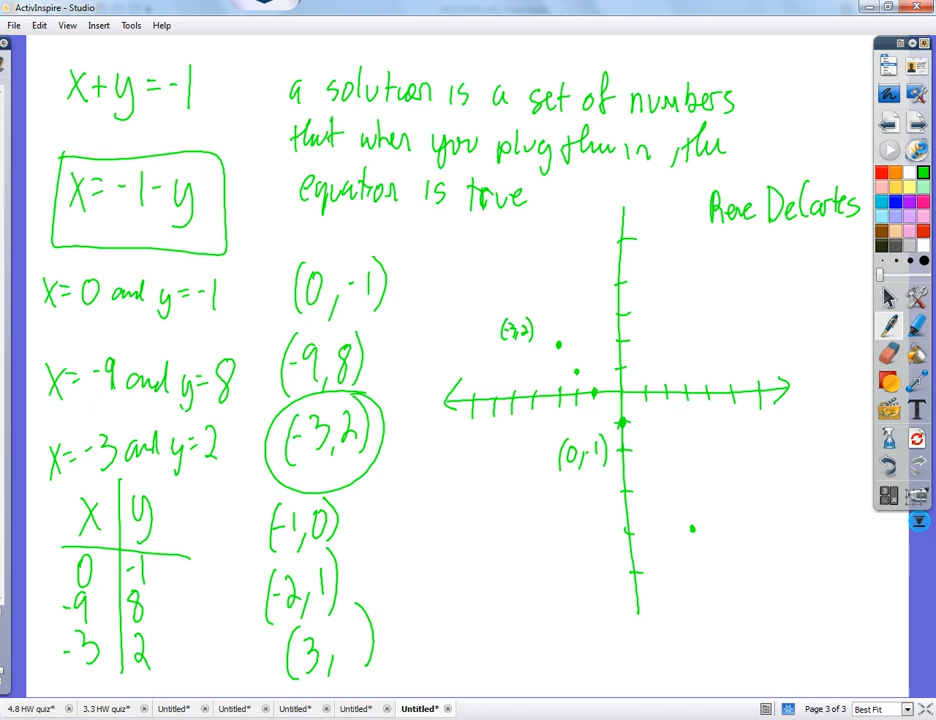 ActivInspire - Studio
File Edit View Insert Tools Help
x+y=-1
a solution is a set of numbers
that when you plug them in, the
equation is true
x=-1-y
Rene DeCartes
x=0 and y=-1
(0,-1)
x=-9 and y=8
(-9,8)
x=-3 and y=2
(-3,2)
x y
0 -1
-9 8
-3 2
(-1,0)
(-2,1)
(3, )
(-3,2)
(0,-1)
4.8 HW quiz* 3.3 HW quiz* Untitled* Untitled* Untitled* Untitled* Untitled*
Page 3 of 3 Best Fit